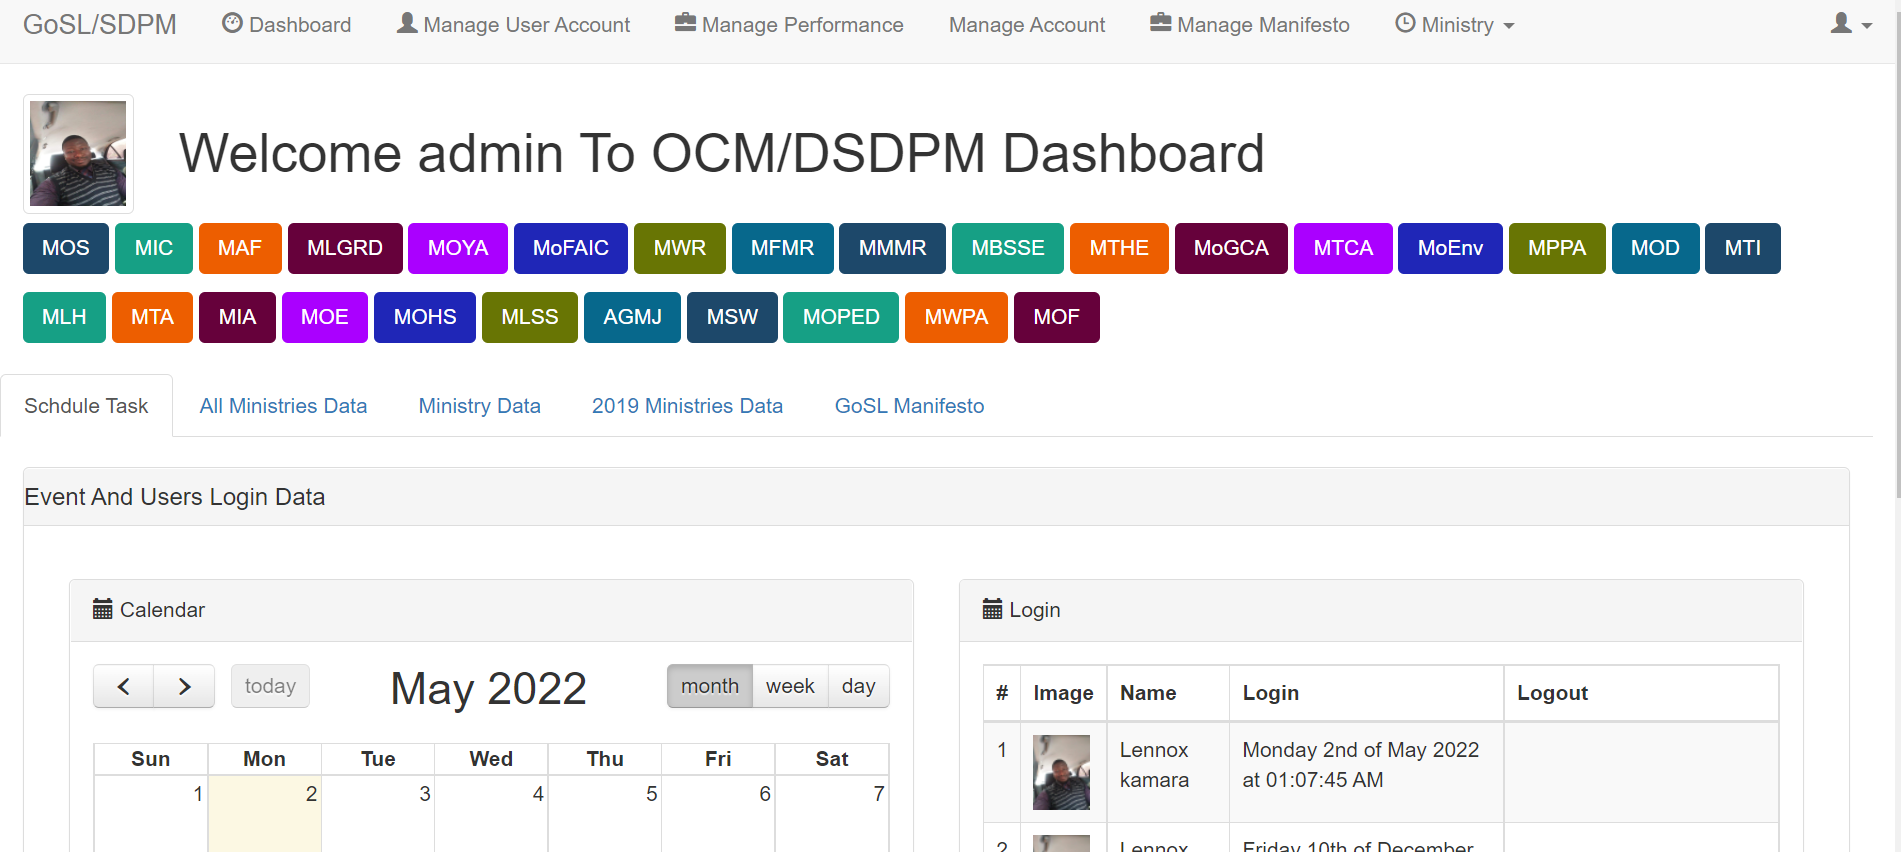 GoSL/SDPM Dashboard Manage User Account Manage Performance Manage Account Manage Manifesto Ministry
Welcome admin To OCM/DSDPM Dashboard
MOS MIC MAF MLGRD MOYA MoFAIC MWR MFMR MMMR MBSSE MTHE MoGCA MTCA MoEnv MPPA MOD MTI
MLH MTA MIA MOE MOHS MLSS AGMJ MSW MOPED MWPA MOF
Schdule Task All Ministries Data Ministry Data 2019 Ministries Data GoSL Manifesto
Event And Users Login Data
Calendar
today May 2022 month week day
Sun Mon Tue Wed Thu Fri Sat
1 2 3 4 5 6 7
Login
# Image Name Login Logout
1 Lennox Monday 2nd of May 2022
kamara at 01:07:45 AM
2 Lennox Friday 10th of December